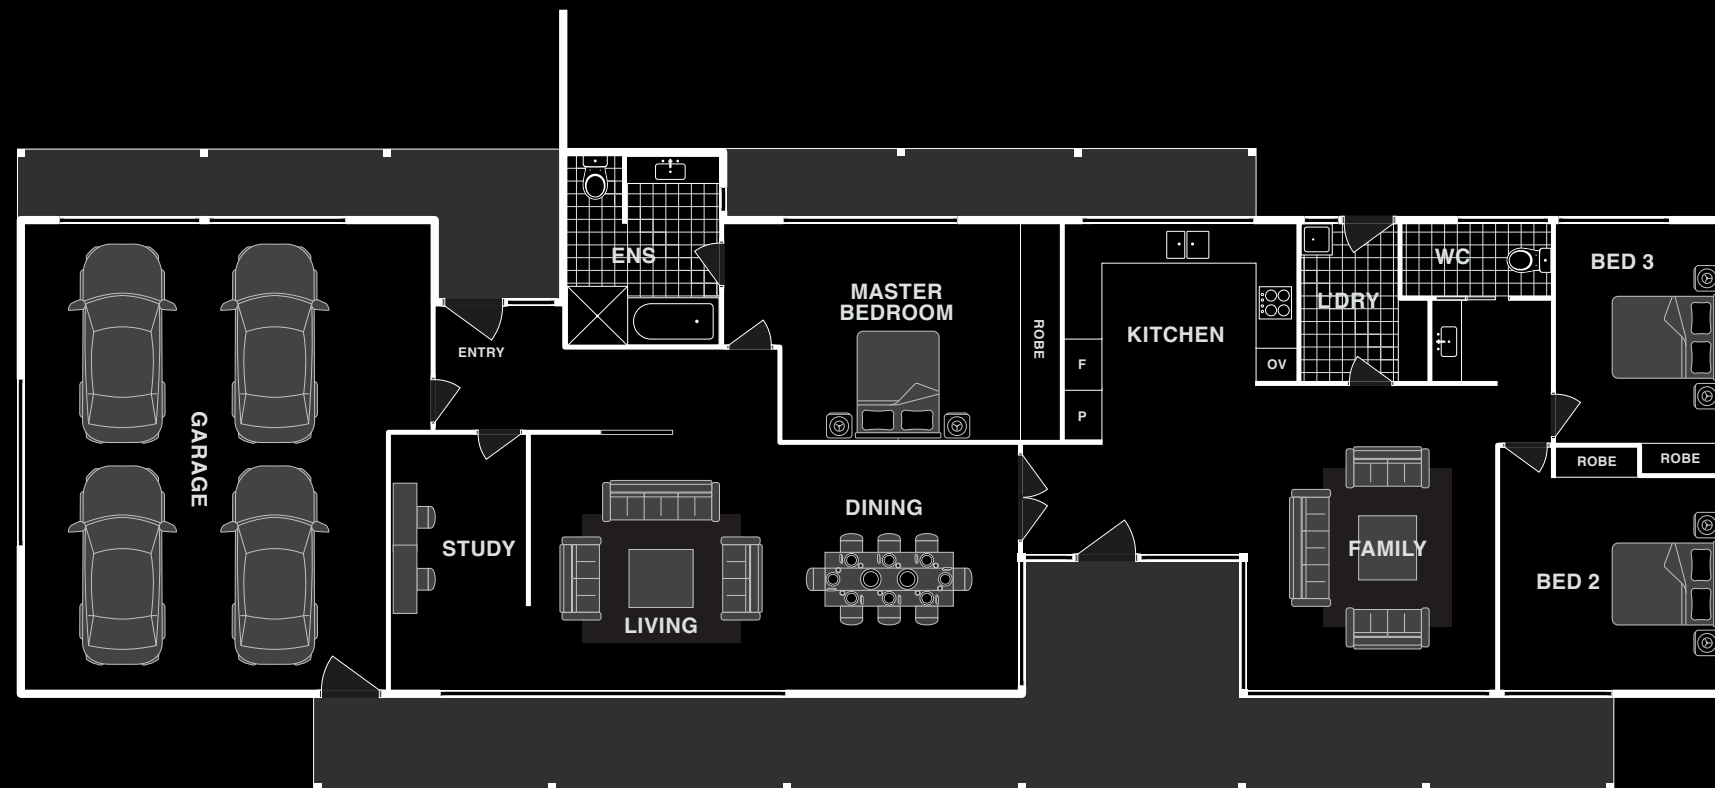 ENS
WC
BED 3
MASTER
BEDROOM
L'DRY
ROBE
KITCHEN
ENTRY
F
OV
P
GARAGE
ROBE
ROBE
DINING
STUDY
FAMILY
BED 2
LIVING